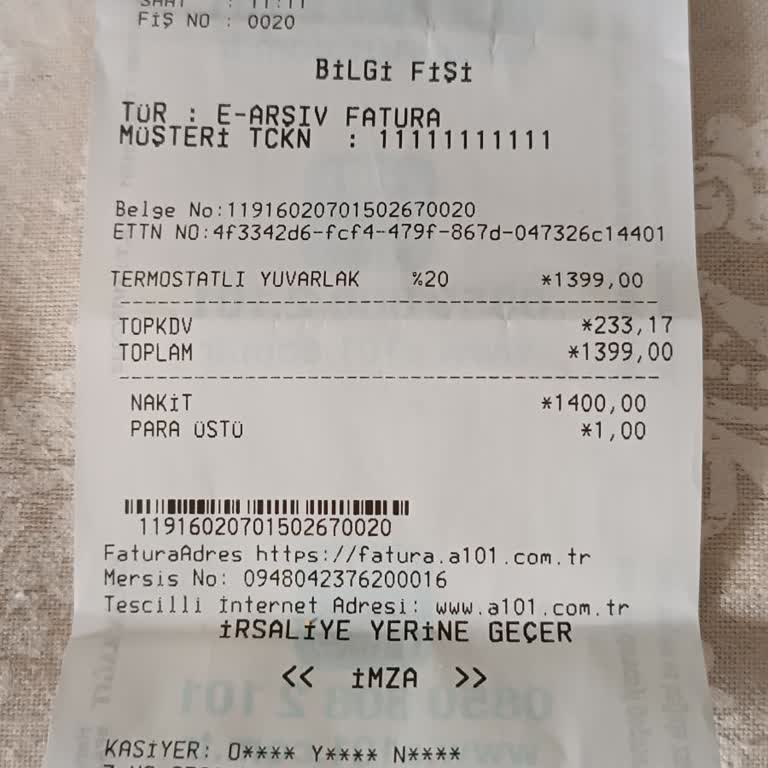 SAAT : 11:11
FİŞ NO : 0020
BİLGİ FİŞİ
TÜR : E-ARŞIV FATURA
MÜŞTERİ TCKN : 11111111111
Belge No:11916020701502670020
ETTN NO:4f3342d6-fcf4-479f-867d-047326c14401
TERMOSTATLI YUVARLAK %20 *1399,00
TOPKDV *233,17
TOPLAM *1399,00
NAKİT *1400,00
PARA ÜSTÜ *1,00
11916020701502670020
FaturaAdres https://fatura.a101.com.tr
Mersis No: 0948042376200016
Tescilli İnternet Adresi: www.a101.com.tr
İRSALİYE YERİNE GEÇER
<< İMZA >>
KASİYER: O**** Y**** N****